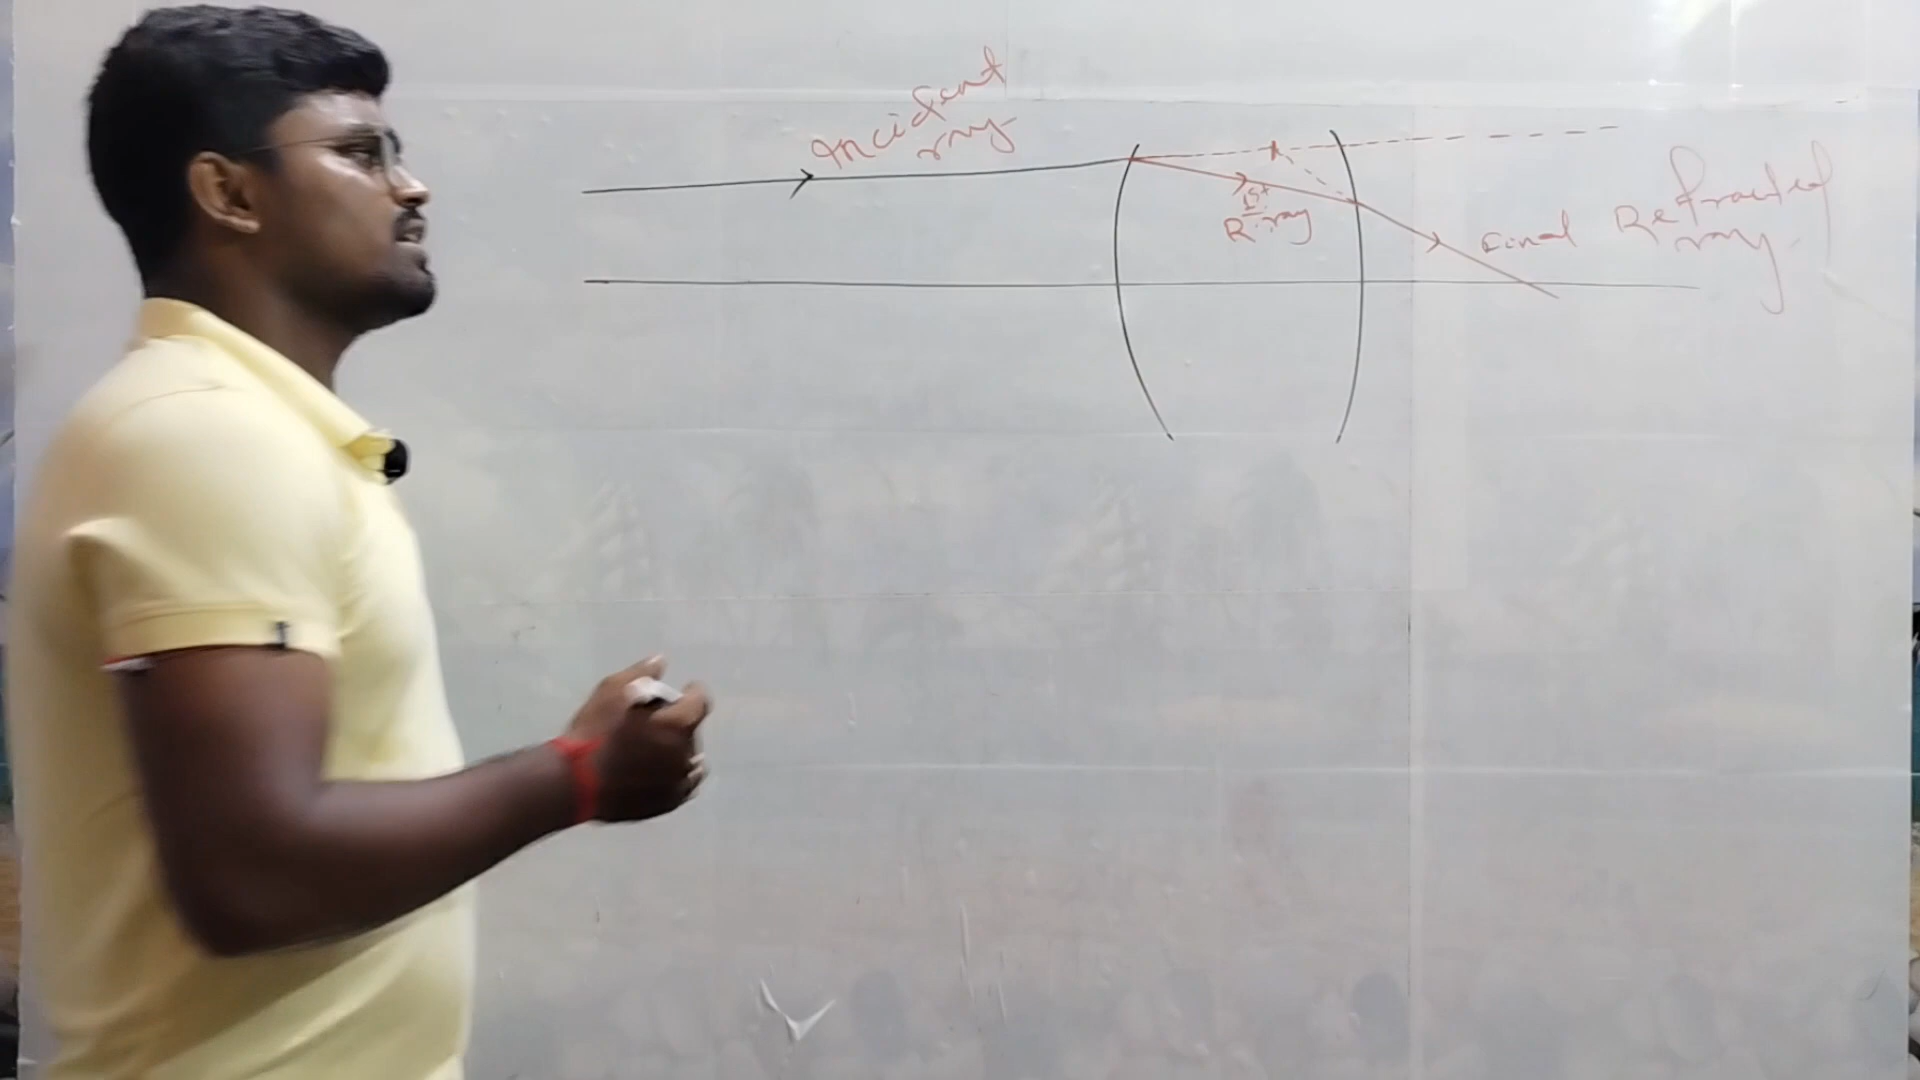 Incident
ray
1st
R. ray
Final Refracted
ray.